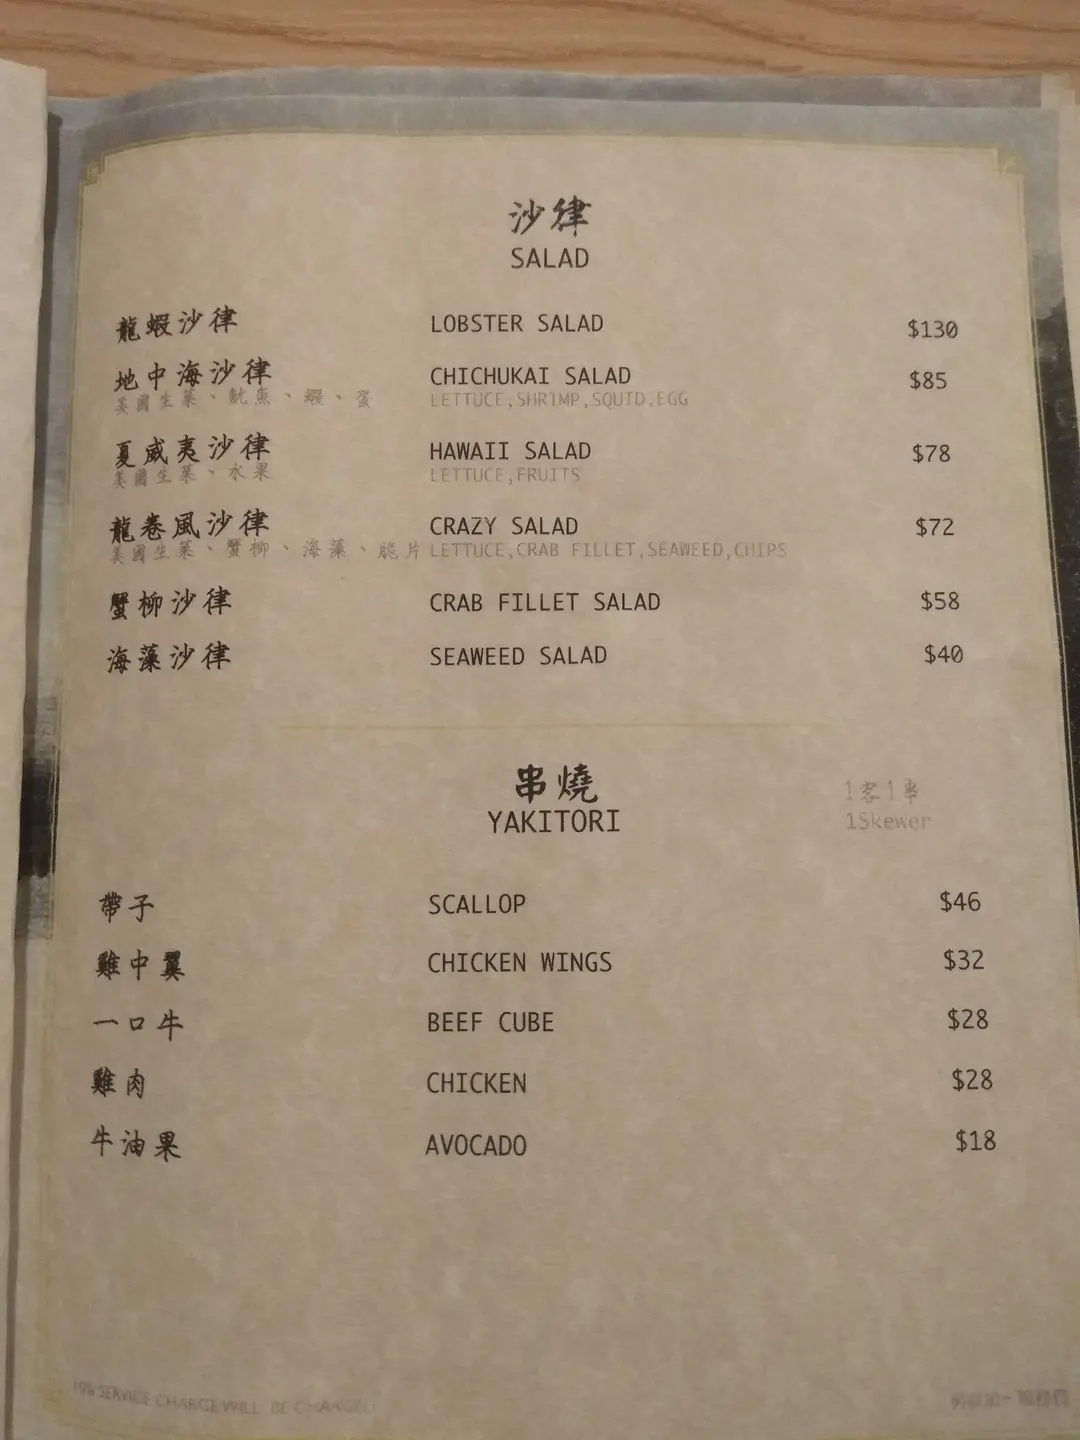 沙律
SALAD
龍蝦沙律 LOBSTER SALAD $130
地中海沙律 CHICHUKAI SALAD $85
美國生菜、魷魚、蝦、蛋 LETTUCE,SHRIMP,SQUID,EGG
夏威夷沙律 HAWAII SALAD $78
美國生菜、水果 LETTUCE,FRUITS
龍卷風沙律 CRAZY SALAD $72
美國生菜、蟹柳、海藻、脆片 LETTUCE,CRAB FILLET,SEAWEED,CHIPS
蟹柳沙律 CRAB FILLET SALAD $58
海藻沙律 SEAWEED SALAD $40
串燒
YAKITORI
1客1串
1Skewer
帶子 SCALLOP $46
雞中翼 CHICKEN WINGS $32
一口牛 BEEF CUBE $28
雞肉 CHICKEN $28
牛油果 AVOCADO $18
10% SERVICE CHARGE WILL BE CHARGED